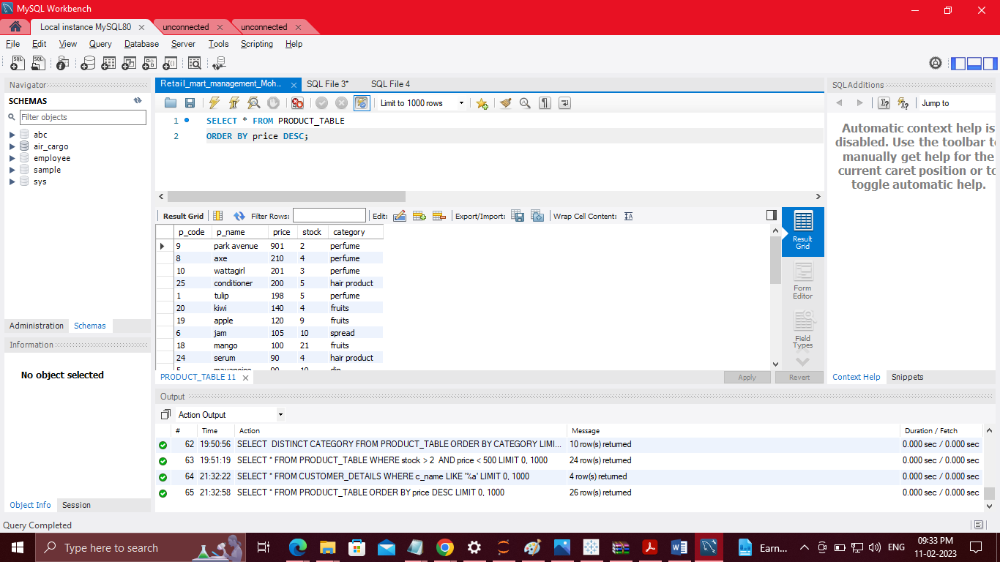 MySQL Workbench
Local instance MySQL80 unconnected unconnected
File Edit View Query Database Server Tools Scripting Help
Navigator
SCHEMAS
Filter objects
abc
air_cargo
employee
sample
sys
Administration Schemas
Information
No object selected
Object Info Session
Retail_mart_management_Moh... SQL File 3* SQL File 4
Limit to 1000 rows
1 SELECT * FROM PRODUCT_TABLE
2 ORDER BY price DESC;
Result Grid Filter Rows: Edit: Export/Import: Wrap Cell Content:
p_code p_name price stock category
9 park avenue 901 2 perfume
8 axe 210 4 perfume
10 wattagirl 201 3 perfume
25 conditioner 200 5 hair product
1 tulip 198 5 perfume
20 kiwi 140 4 fruits
19 apple 120 9 fruits
6 jam 105 10 spread
18 mango 100 21 fruits
24 serum 90 4 hair product
Result
Grid
Form
Editor
Field
Types
PRODUCT_TABLE 11 Apply Revert
SQLAdditions
Jump to
Automatic context help is
disabled. Use the toolbar to
manually get help for the
current caret position or to
toggle automatic help.
Context Help Snippets
Output
Action Output
# Time Action Message Duration / Fetch
62 19:50:56 SELECT DISTINCT CATEGORY FROM PRODUCT_TABLE ORDER BY CATEGORY LIMI... 10 row(s) returned 0.000 sec / 0.000 sec
63 19:51:19 SELECT * FROM PRODUCT_TABLE WHERE stock > 2 AND price < 500 LIMIT 0, 1000 24 row(s) returned 0.000 sec / 0.000 sec
64 21:32:22 SELECT * FROM CUSTOMER_DETAILS WHERE c_name LIKE '%a' LIMIT 0, 1000 4 row(s) returned 0.000 sec / 0.000 sec
65 21:32:58 SELECT * FROM PRODUCT_TABLE ORDER BY price DESC LIMIT 0, 1000 26 row(s) returned 0.000 sec / 0.000 sec
Query Completed
Type here to search
Earn... ENG
09:33 PM
11-02-2023